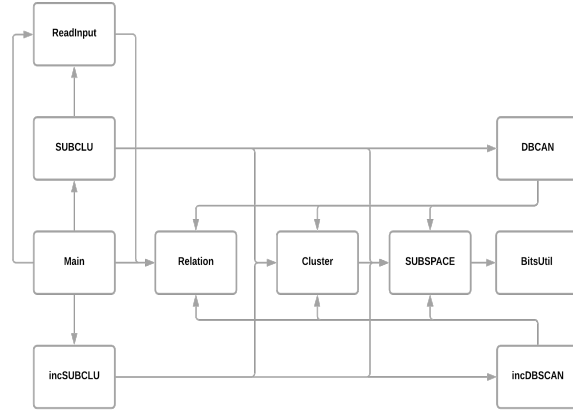 ReadInput
SUBCLU
DBCAN
Main
Relation
Cluster
SUBSPACE
BitsUtil
incSUBCLU
incDBSCAN